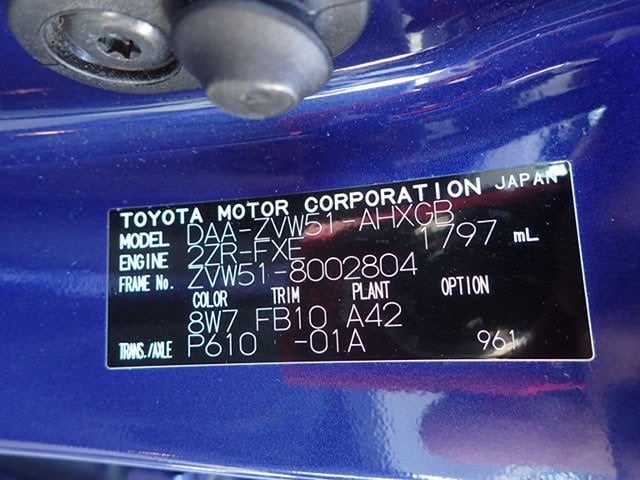 TOYOTA MOTOR CORPORATION JAPAN
MODEL DAA-ZVW51-AHXGB
ENGINE 2ZR-FXE 1797 mL
FRAME No. ZVW51-8002804
COLOR TRIM PLANT OPTION
8W7 FB10 A42
TRANS./AXLE P610 -01A 961